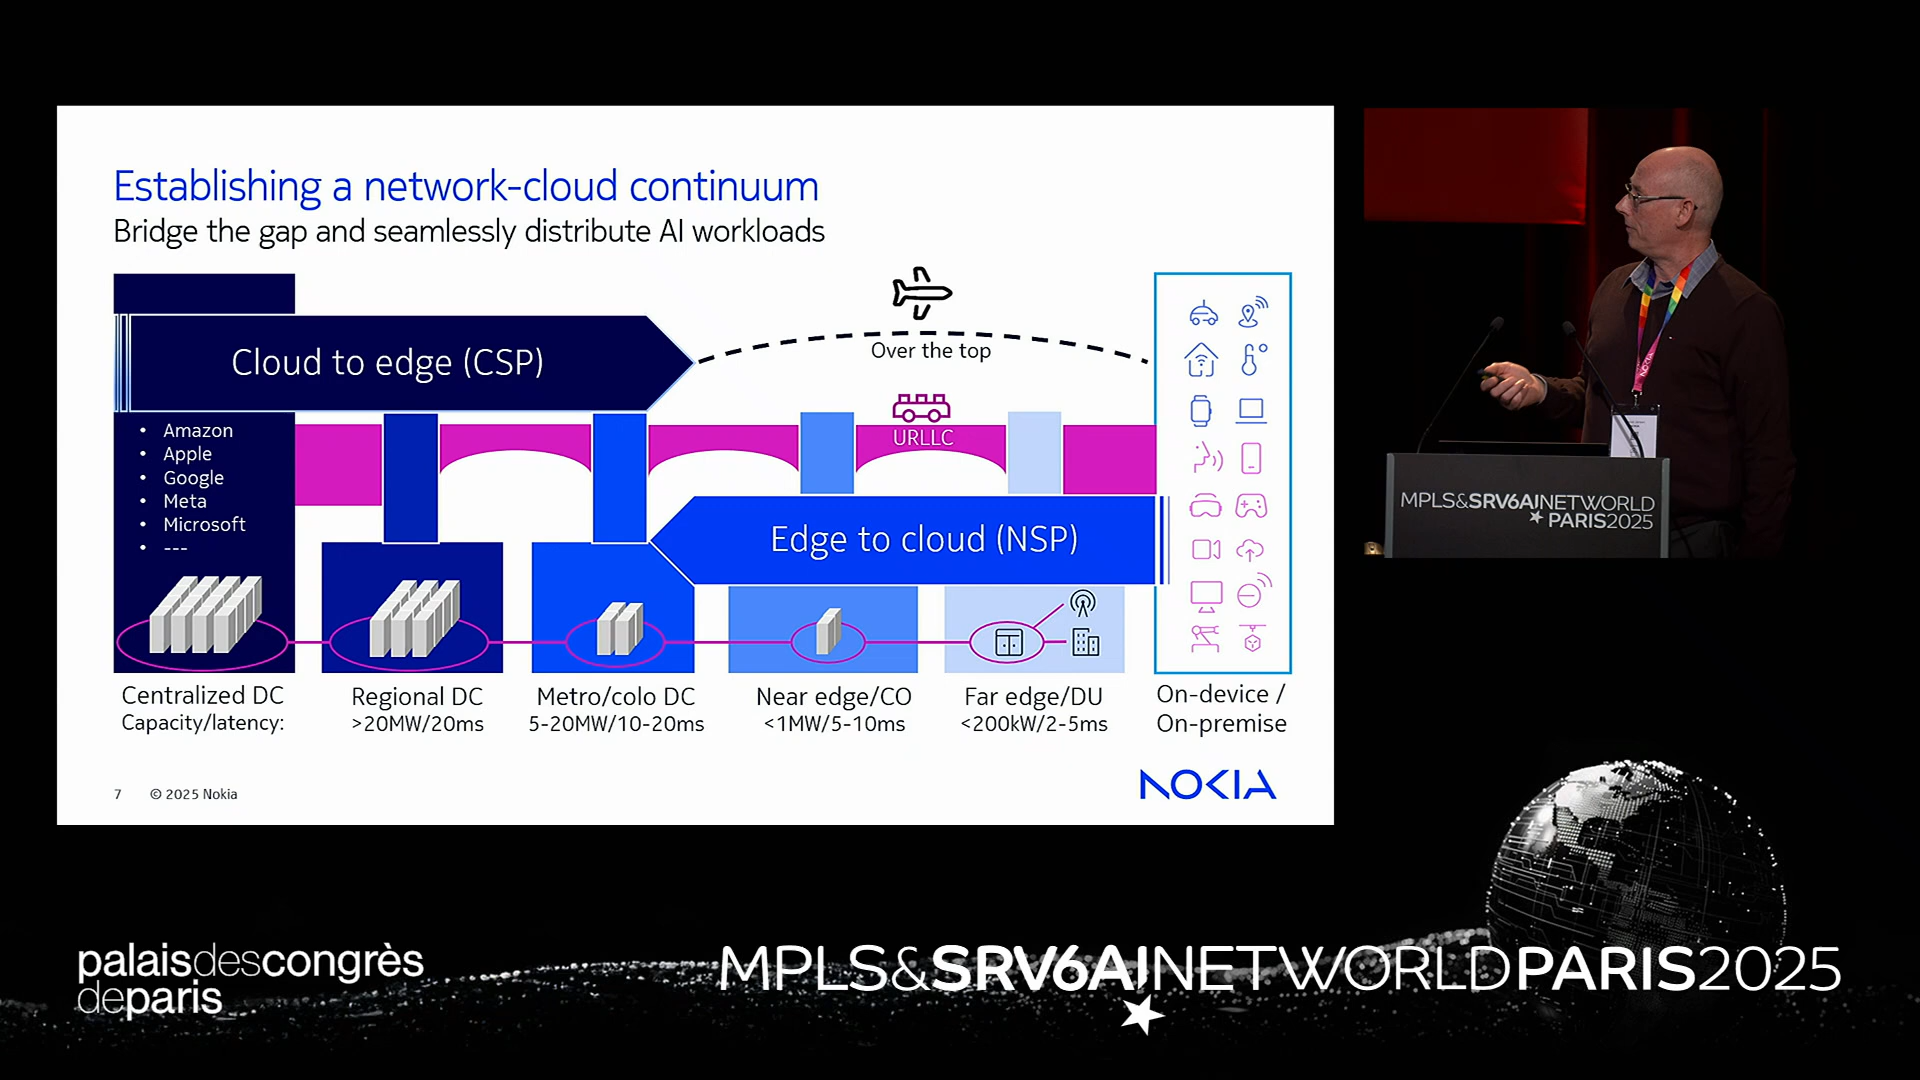 Establishing a network-cloud continuum
Bridge the gap and seamlessly distribute AI workloads
Cloud to edge (CSP)
Over the top
• Amazon
• Apple
• Google
• Meta
• Microsoft
• ---
URLLC
Edge to cloud (NSP)
Centralized DC
Capacity/latency:
Regional DC
>20MW/20ms
Metro/colo DC
5-20MW/10-20ms
Near edge/CO
<1MW/5-10ms
Far edge/DU
<200kW/2-5ms
On-device /
On-premise
7 © 2025 Nokia
NOKIA
NOKIA
MPLS&SRV6AINETWORLD
PARIS2025
palaisdescongrès
deparis
MPLS&SRV6AINETWORLDPARIS2025